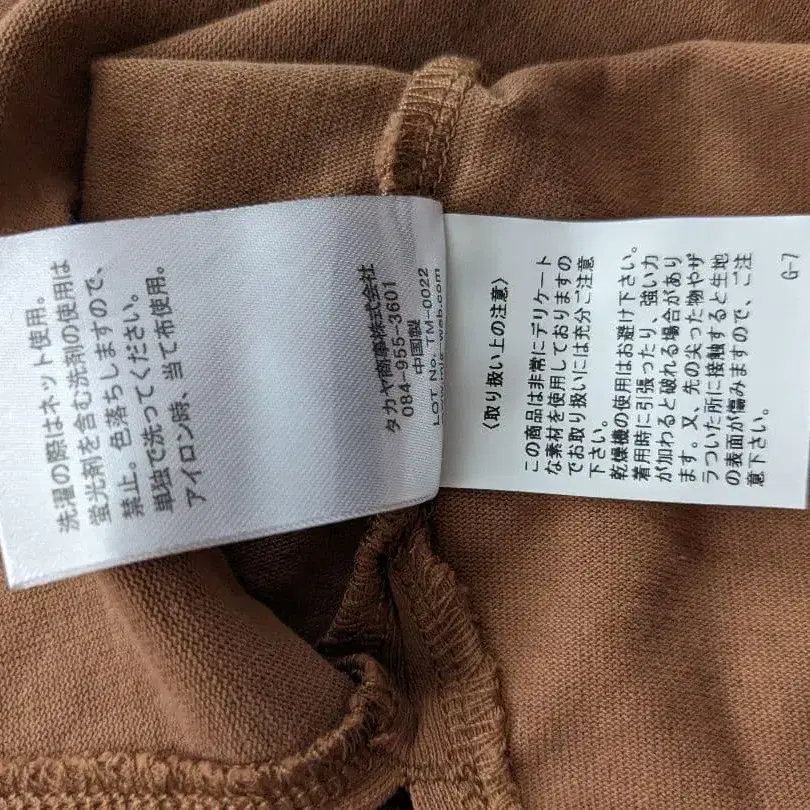 洗濯の際はネット使用。
蛍光剤を含む洗剤の使用は
禁止。色落ちしますので、
単独で洗ってください。
アイロン時、当て布使用。
タカヤ商事株式会社
084-955-3601
中国製
LOT No. TM-0022
-web.com
〈取り扱い上の注意〉
この商品は非常にデリケート
な素材を使用しておりますの
でお取り扱いには充分ご注意
下さい。
乾燥機の使用はお避け下さい。
着用時に引張ったり、強い力
が加わると破れる場合があり
ます。又、先の尖った物やザ
ラついた所に接触すると生地
の表面が傷みますので、ご注
意下さい。
G-7